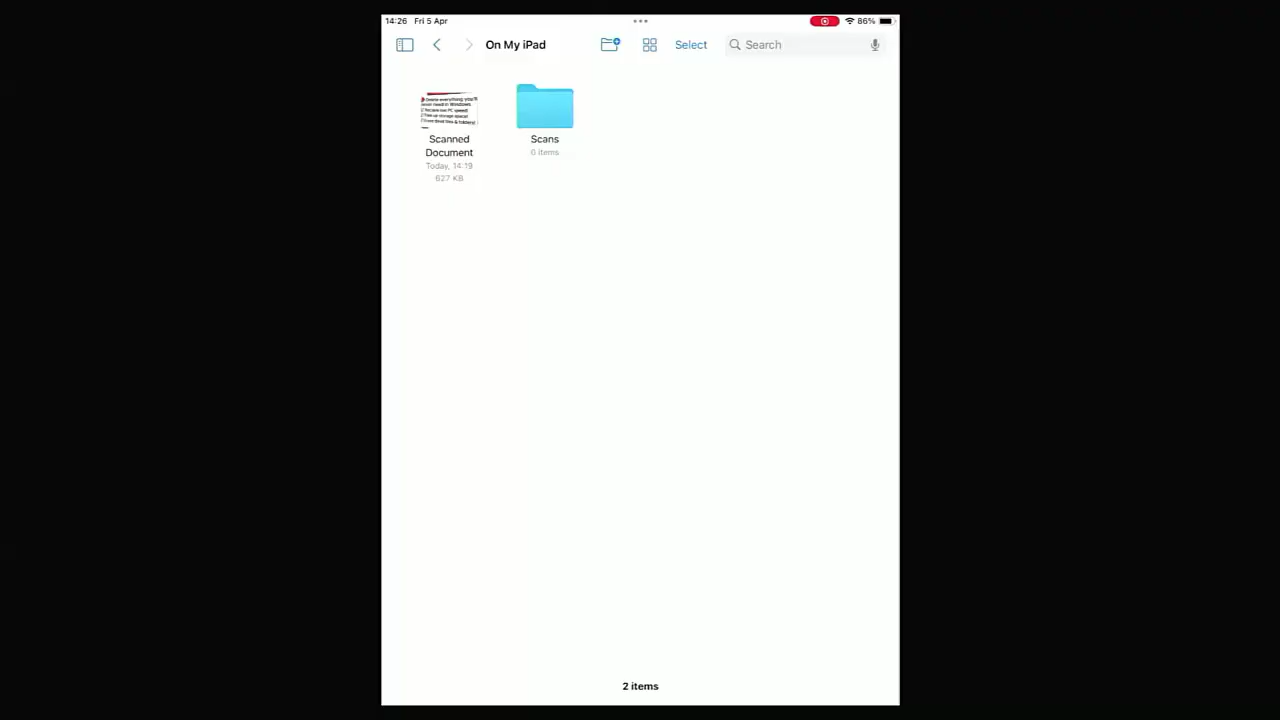 14:26 Fri 5 Apr
86%
On My iPad
Select
Search
Scanned
Document
Today, 14:19
627 KB
Scans
0 items
2 items